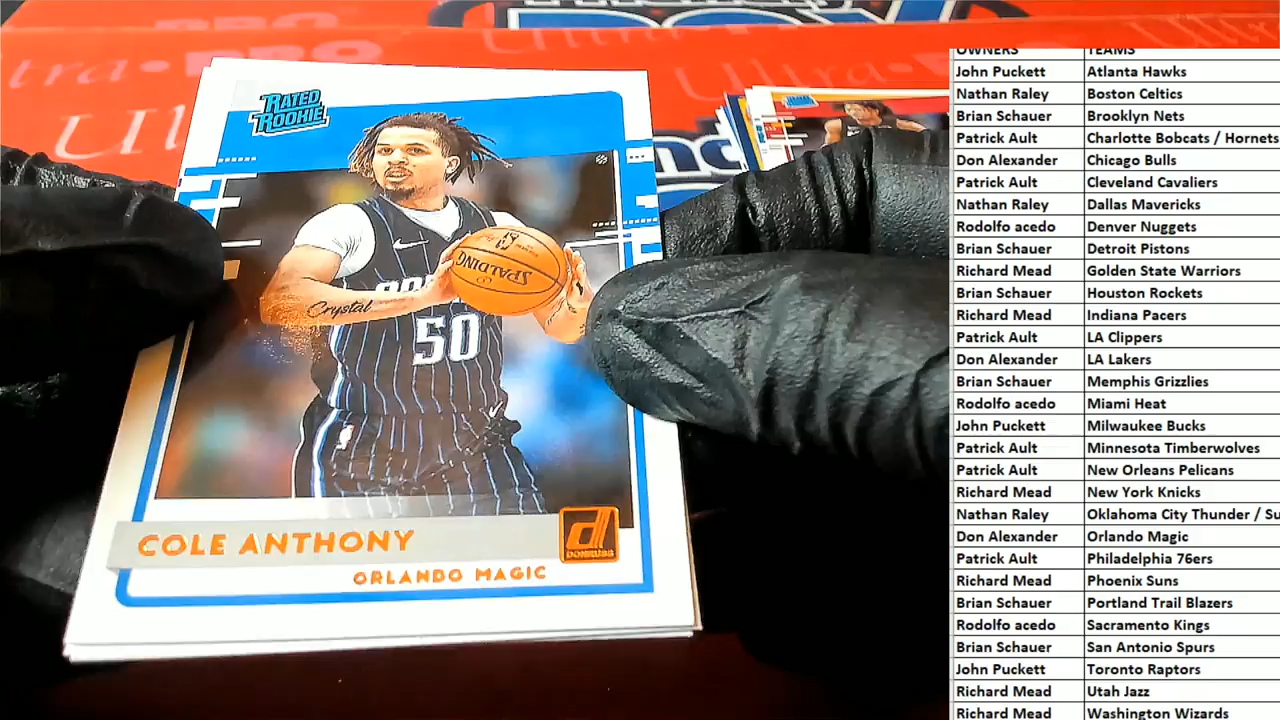 Ultra•PRO
RATED
ROOKIE
SPALDING
Crystal
50
COLE ANTHONY
ORLANDO MAGIC
d
DONRUSS
OWNERS TEAMS
John Puckett Atlanta Hawks
Nathan Raley Boston Celtics
Brian Schauer Brooklyn Nets
Patrick Ault Charlotte Bobcats / Hornets
Don Alexander Chicago Bulls
Patrick Ault Cleveland Cavaliers
Nathan Raley Dallas Mavericks
Rodolfo acedo Denver Nuggets
Brian Schauer Detroit Pistons
Richard Mead Golden State Warriors
Brian Schauer Houston Rockets
Richard Mead Indiana Pacers
Patrick Ault LA Clippers
Don Alexander LA Lakers
Brian Schauer Memphis Grizzlies
Rodolfo acedo Miami Heat
John Puckett Milwaukee Bucks
Patrick Ault Minnesota Timberwolves
Patrick Ault New Orleans Pelicans
Richard Mead New York Knicks
Nathan Raley Oklahoma City Thunder / Su
Don Alexander Orlando Magic
Patrick Ault Philadelphia 76ers
Richard Mead Phoenix Suns
Brian Schauer Portland Trail Blazers
Rodolfo acedo Sacramento Kings
Brian Schauer San Antonio Spurs
John Puckett Toronto Raptors
Richard Mead Utah Jazz
Richard Mead Washington Wizards